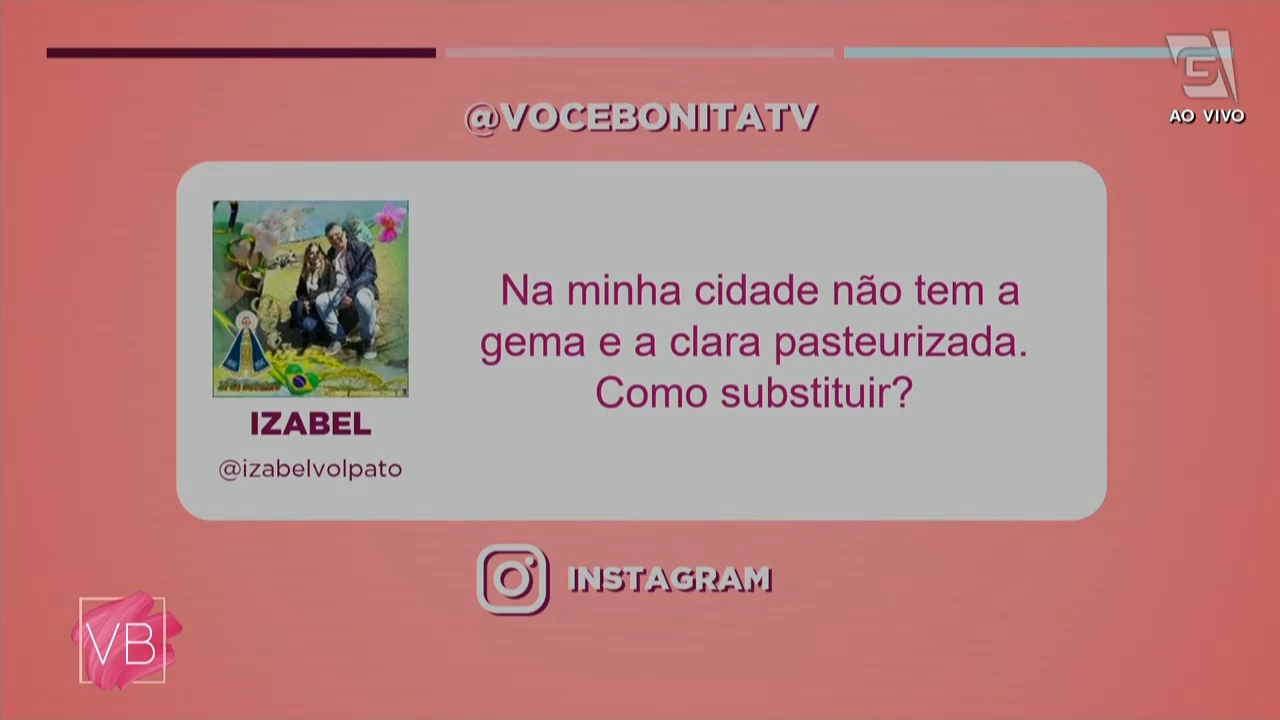 @VOCEBONITATV
AO VIVO
Na minha cidade não tem a
gema e a clara pasteurizada.
Como substituir?
IZABEL
@izabelvolpato
INSTAGRAM
VB